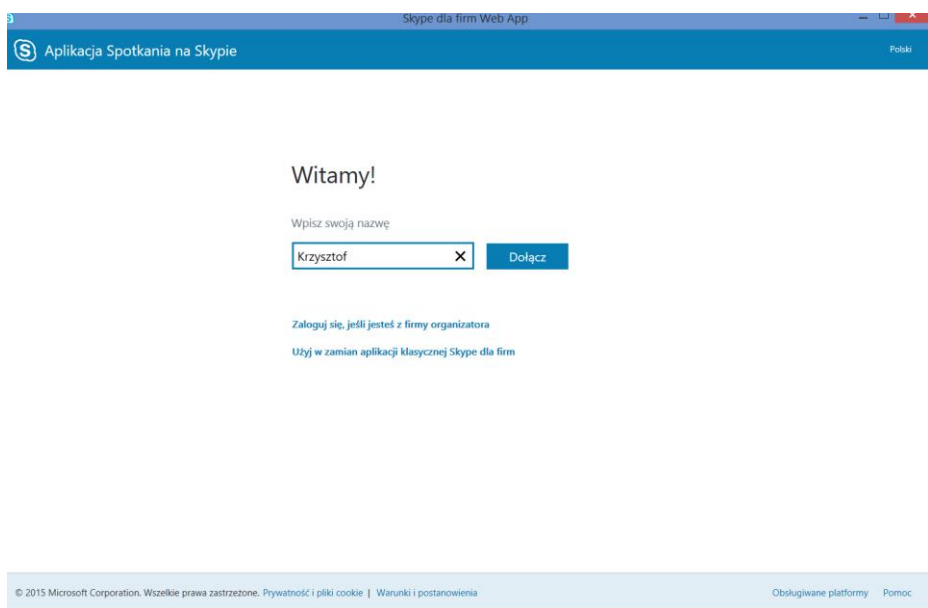 Skype dla firm Web App
Aplikacja Spotkania na Skypie
Polski
Witamy!
Wpisz swoją nazwę
Krzysztof
Dołącz
Zaloguj się, jeśli jesteś z firmy organizatora
Użyj w zamian aplikacji klasycznej Skype dla firm
© 2015 Microsoft Corporation. Wszelkie prawa zastrzeżone. Prywatność i pliki cookie | Warunki i postanowienia Obsługiwane platformy Pomoc